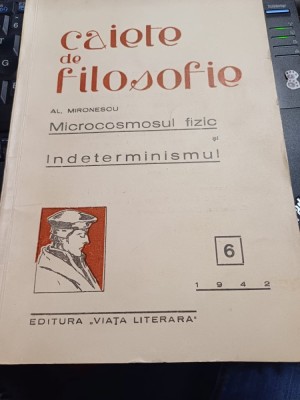 caiete
de
filosofie
AL. MIRONESCU
Microcosmosul fizic
și
Indeterminismul
6
1942
EDITURA „VIAȚA LITERARĂ"